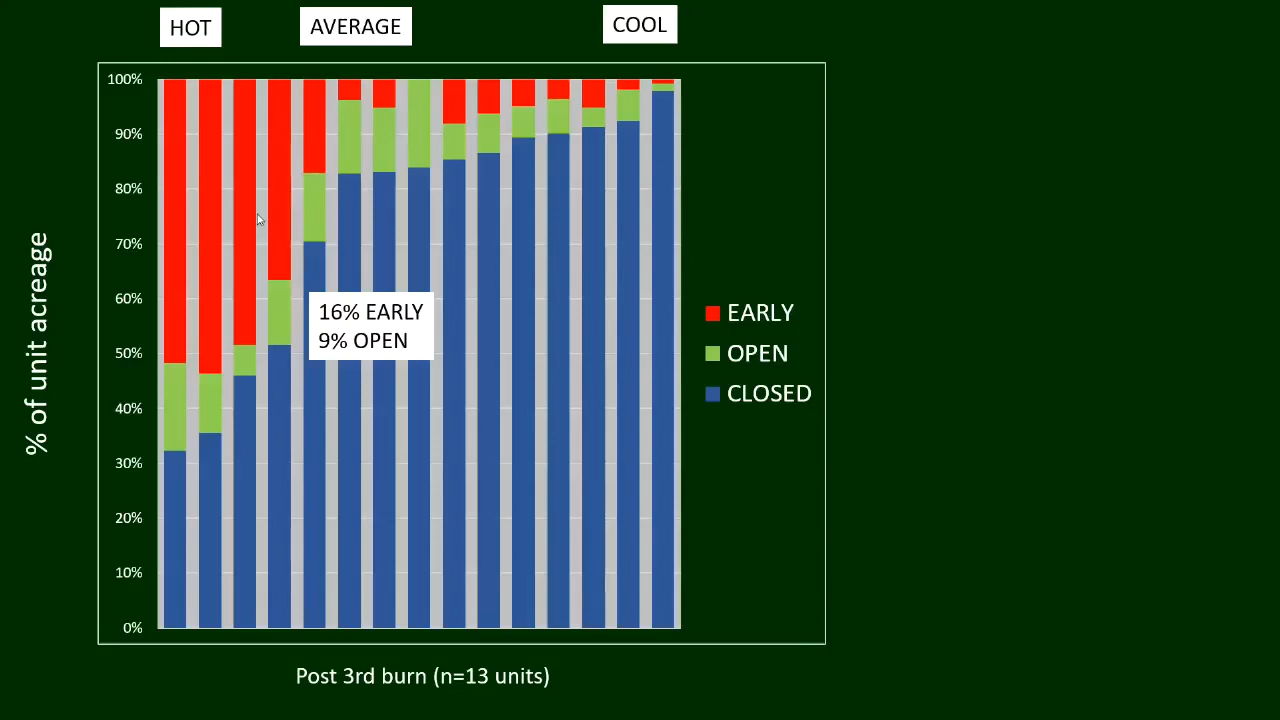 HOT
AVERAGE
COOL
100%
90%
80%
70%
60%
50%
40%
30%
20%
10%
0%
% of unit acreage
16% EARLY
9% OPEN
EARLY
OPEN
CLOSED
Post 3rd burn (n=13 units)